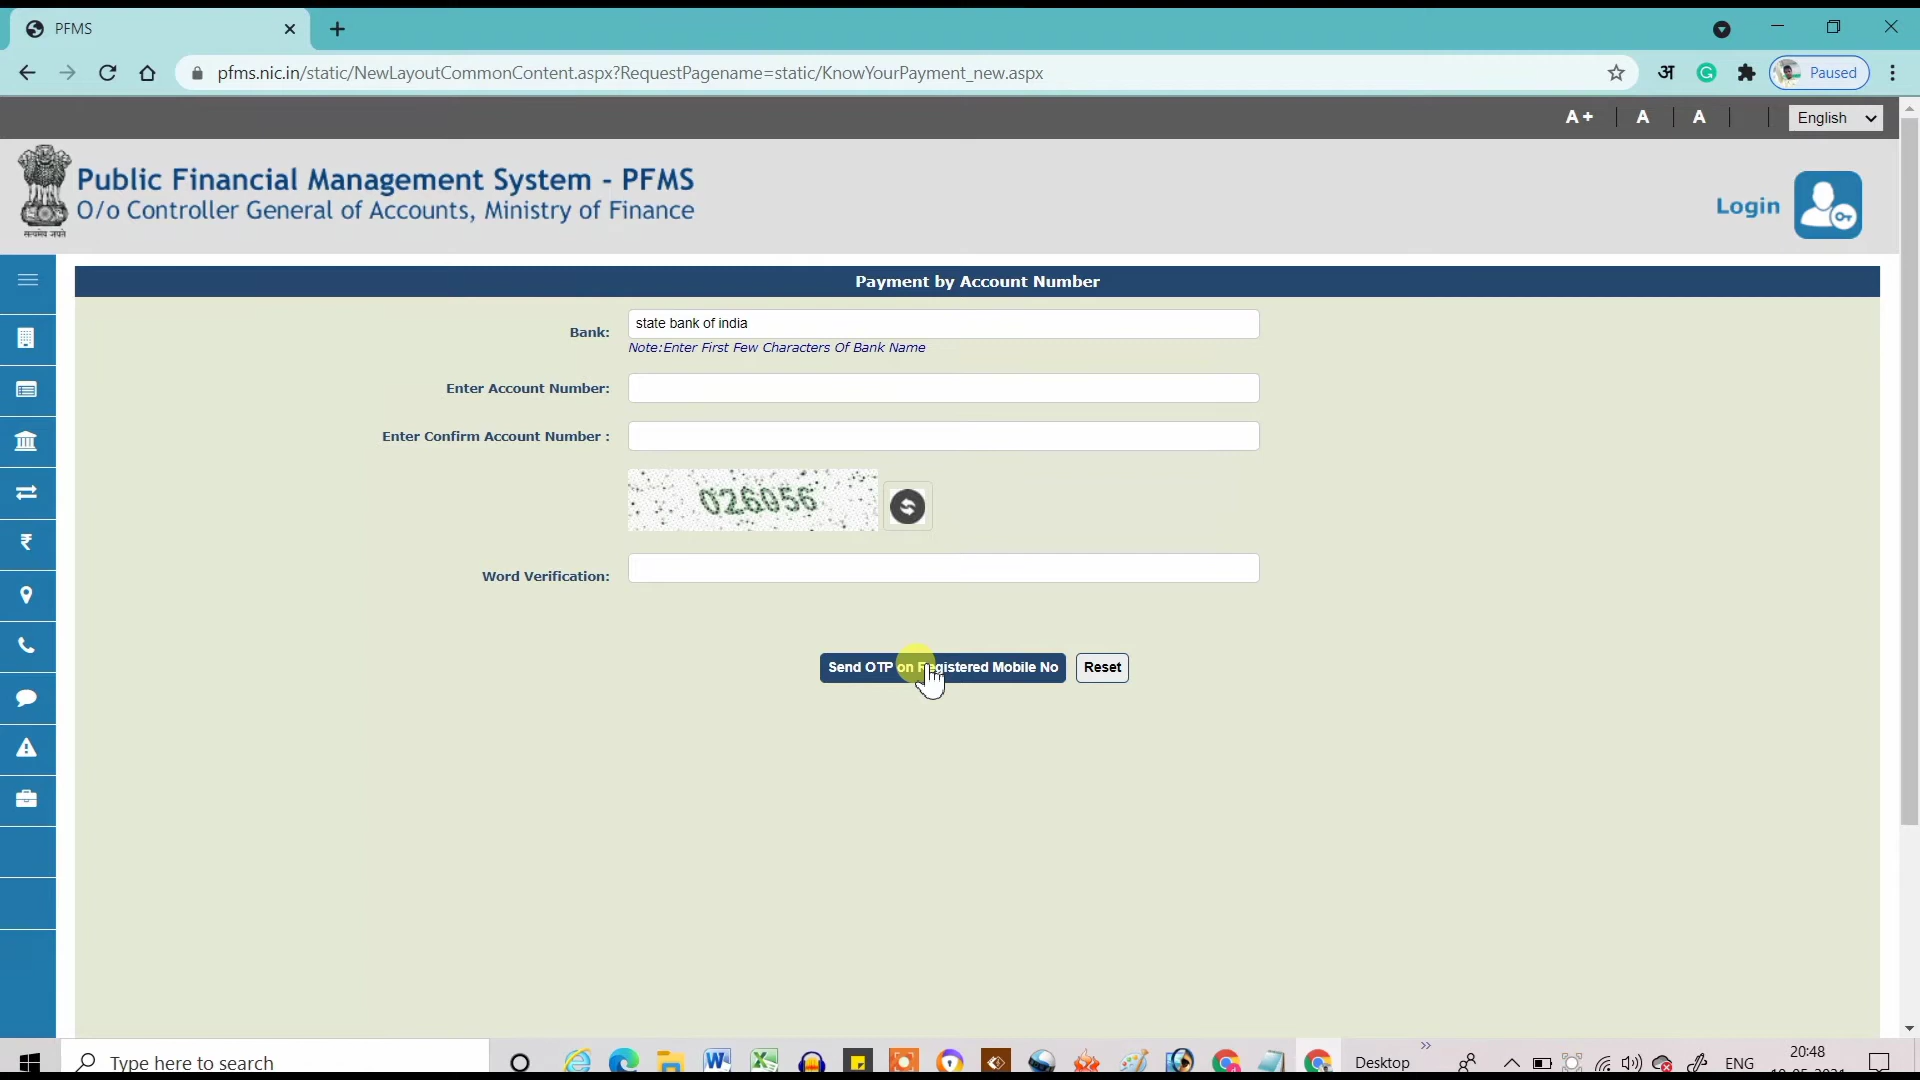 PFMS
pfms.nic.in/static/NewLayoutCommonContent.aspx?RequestPagename=static/KnowYourPayment_new.aspx
अ
Paused
A+ A A English
Public Financial Management System - PFMS
O/o Controller General of Accounts, Ministry of Finance
सत्यमेव जयते
Login
Payment by Account Number
Bank: state bank of india
Note:Enter First Few Characters Of Bank Name
Enter Account Number:
Enter Confirm Account Number :
026056
Word Verification:
Send OTP on Registered Mobile No Reset
Type here to search
Desktop
ENG
20:48